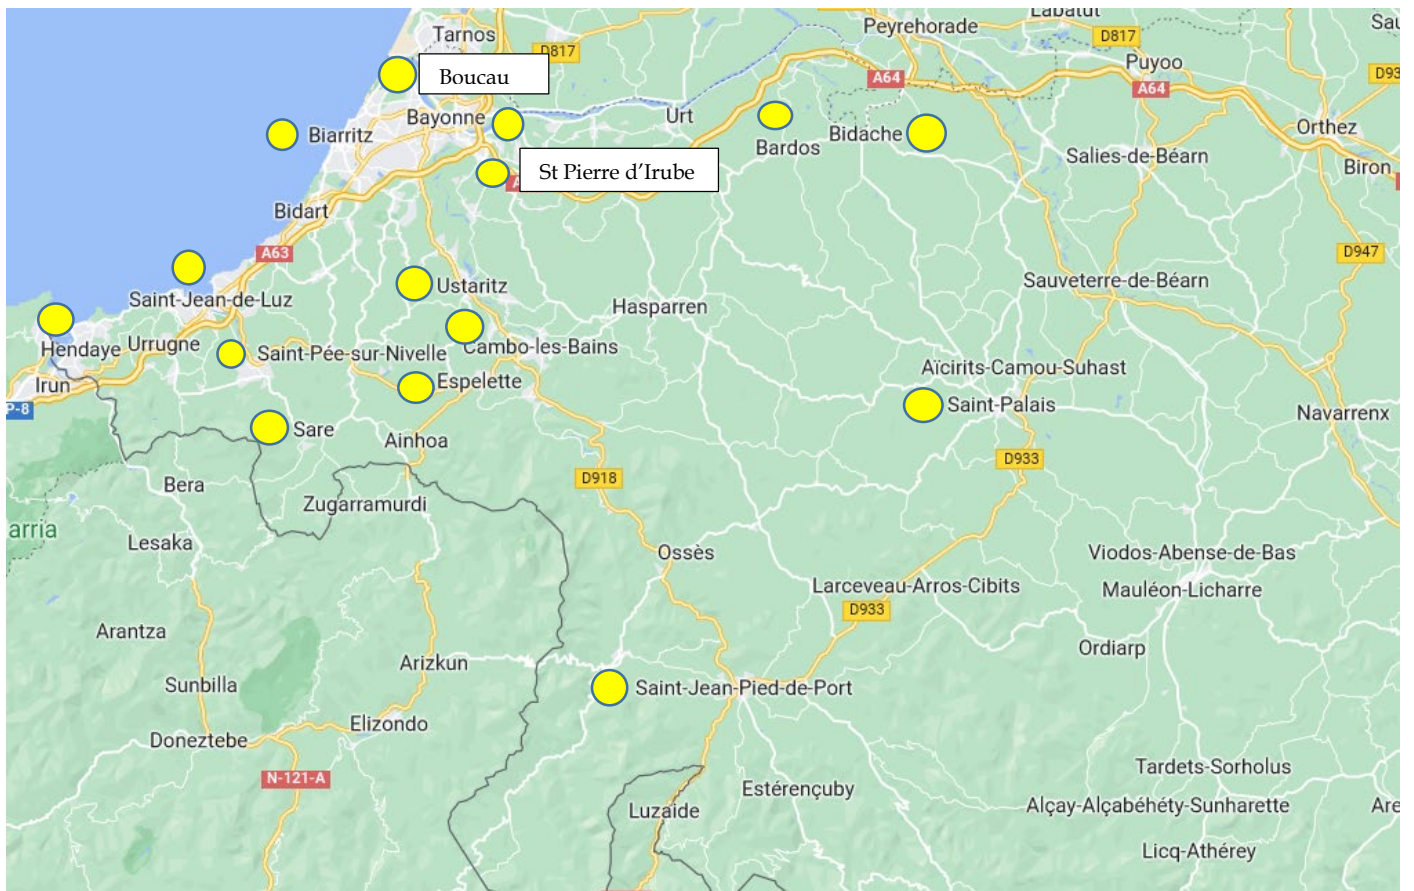 Labatut
Tarnos
Peyrehorade
Sau
D817
D817
Boucau
Puyoo
D93
A64
A64
Bayonne
Urt
Biarritz
Bardos
Bidache
Orthez
Salies-de-Béarn
Biron
St Pierre d’Irube
A
Bidart
A63
D947
Saint-Jean-de-Luz
Ustaritz
Sauveterre-de-Béarn
Hasparren
Hendaye
Urrugne
Saint-Pée-sur-Nivelle
Cambo-les-Bains
Irun
Espelette
Aïcirits-Camou-Suhast
P-8
Saint-Palais
Navarrenx
Sare
Ainhoa
D933
Bera
D918
Zugarramurdi
arria
Lesaka
Ossès
Viodos-Abense-de-Bas
Larceveau-Arros-Cibits
Mauléon-Licharre
D933
Arantza
Ordiarp
Arizkun
Sunbilla
Saint-Jean-Pied-de-Port
Elizondo
Doneztebe
N-121-A
Tardets-Sorholus
Estérençuby
Luzaide
Alçay-Alçabéhéty-Sunharette
Are
Licq-Athérey